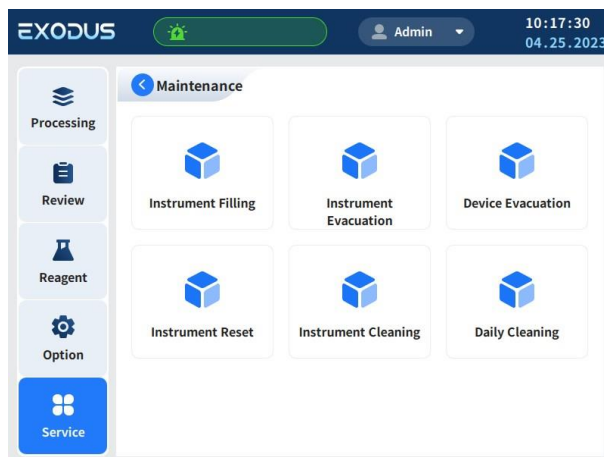 EXODUS
Admin
10:17:30
04.25.2023
Processing
Review
Reagent
Option
Service
Maintenance
Instrument Filling
Instrument
Evacuation
Device Evacuation
Instrument Reset
Instrument Cleaning
Daily Cleaning